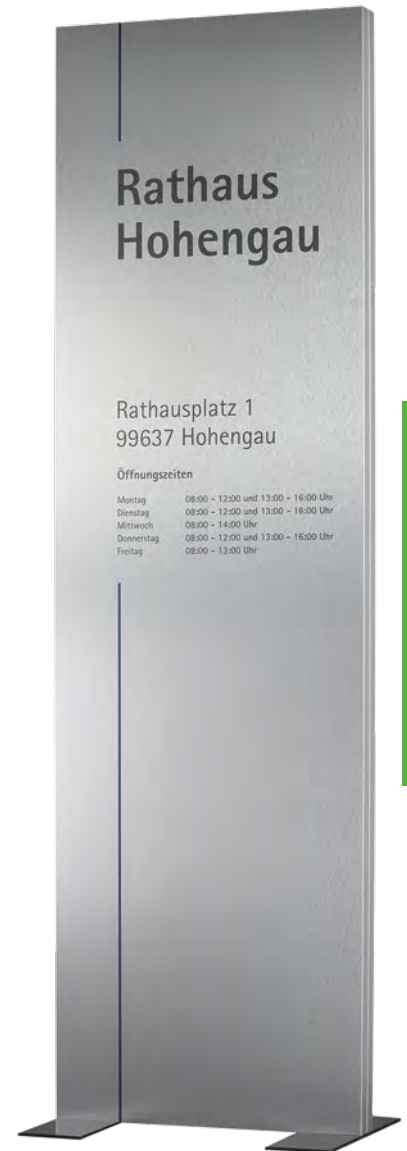 Rathaus
Hohengau
Rathausplatz 1
99637 Hohengau
Öffnungszeiten
Montag 08:00 – 12:00 und 13:00 – 16:00 Uhr
Dienstag 08:00 – 12:00 und 13:00 – 16:00 Uhr
Mittwoch 08:00 – 14:00 Uhr
Donnerstag 08:00 – 12:00 und 13:00 – 16:00 Uhr
Freitag 08:00 – 13:00 Uhr